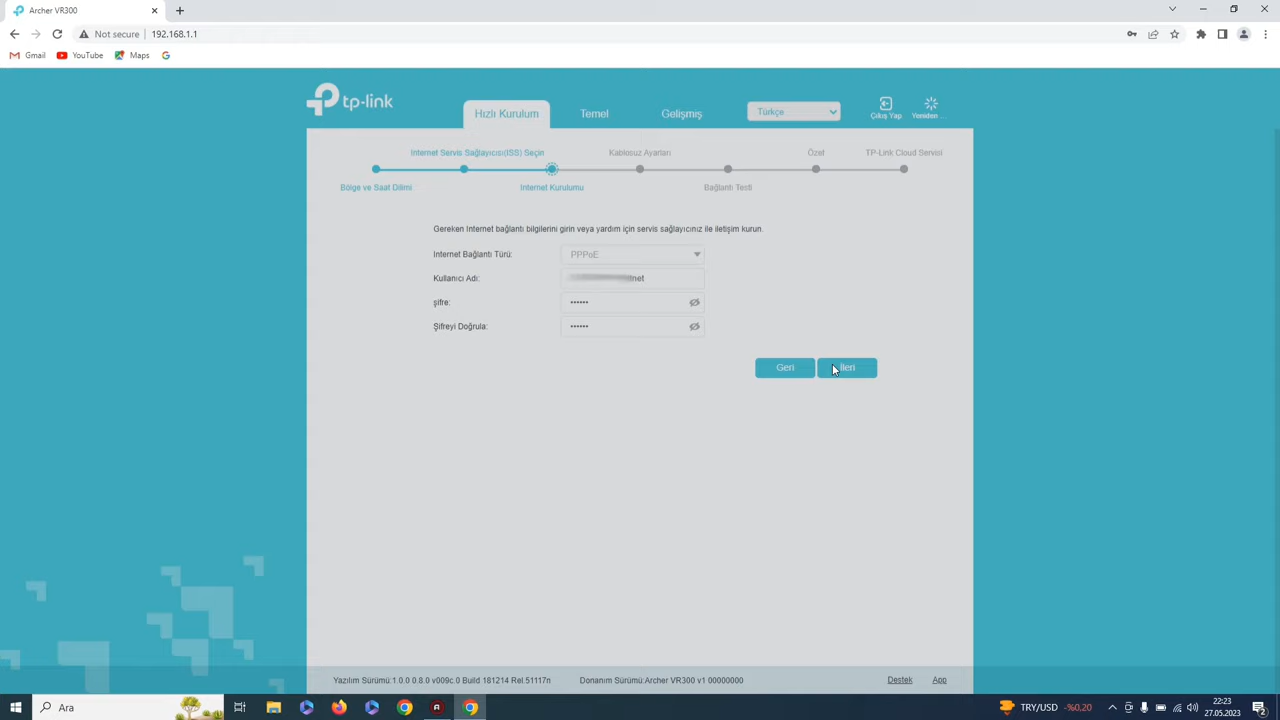 Archer VR300
Not secure 192.168.1.1
Gmail YouTube Maps
tp-link
Hızlı Kurulum Temel Gelişmiş Türkçe Çıkış Yap Yeniden ...
İnternet Servis Sağlayıcısı(ISS) Seçin Kablosuz Ayarları Özet TP-Link Cloud Servisi
Bölge ve Saat Dilimi İnternet Kurulumu Bağlantı Testi
Gereken İnternet bağlantı bilgilerini girin veya yardım için servis sağlayıcınız ile iletişim kurun.
İnternet Bağlantı Türü: PPPoE
Kullanıcı Adı:
şifre: ••••••
Şifreyi Doğrula: ••••••
Geri İleri
Yazılım Sürümü:1.0.0 0.8.0 v009c.0 Build 181214 Rel.51117n Donanım Sürümü:Archer VR300 v1 00000000 Destek App
Ara TRY/USD -%0,20 22:23
27.05.2023